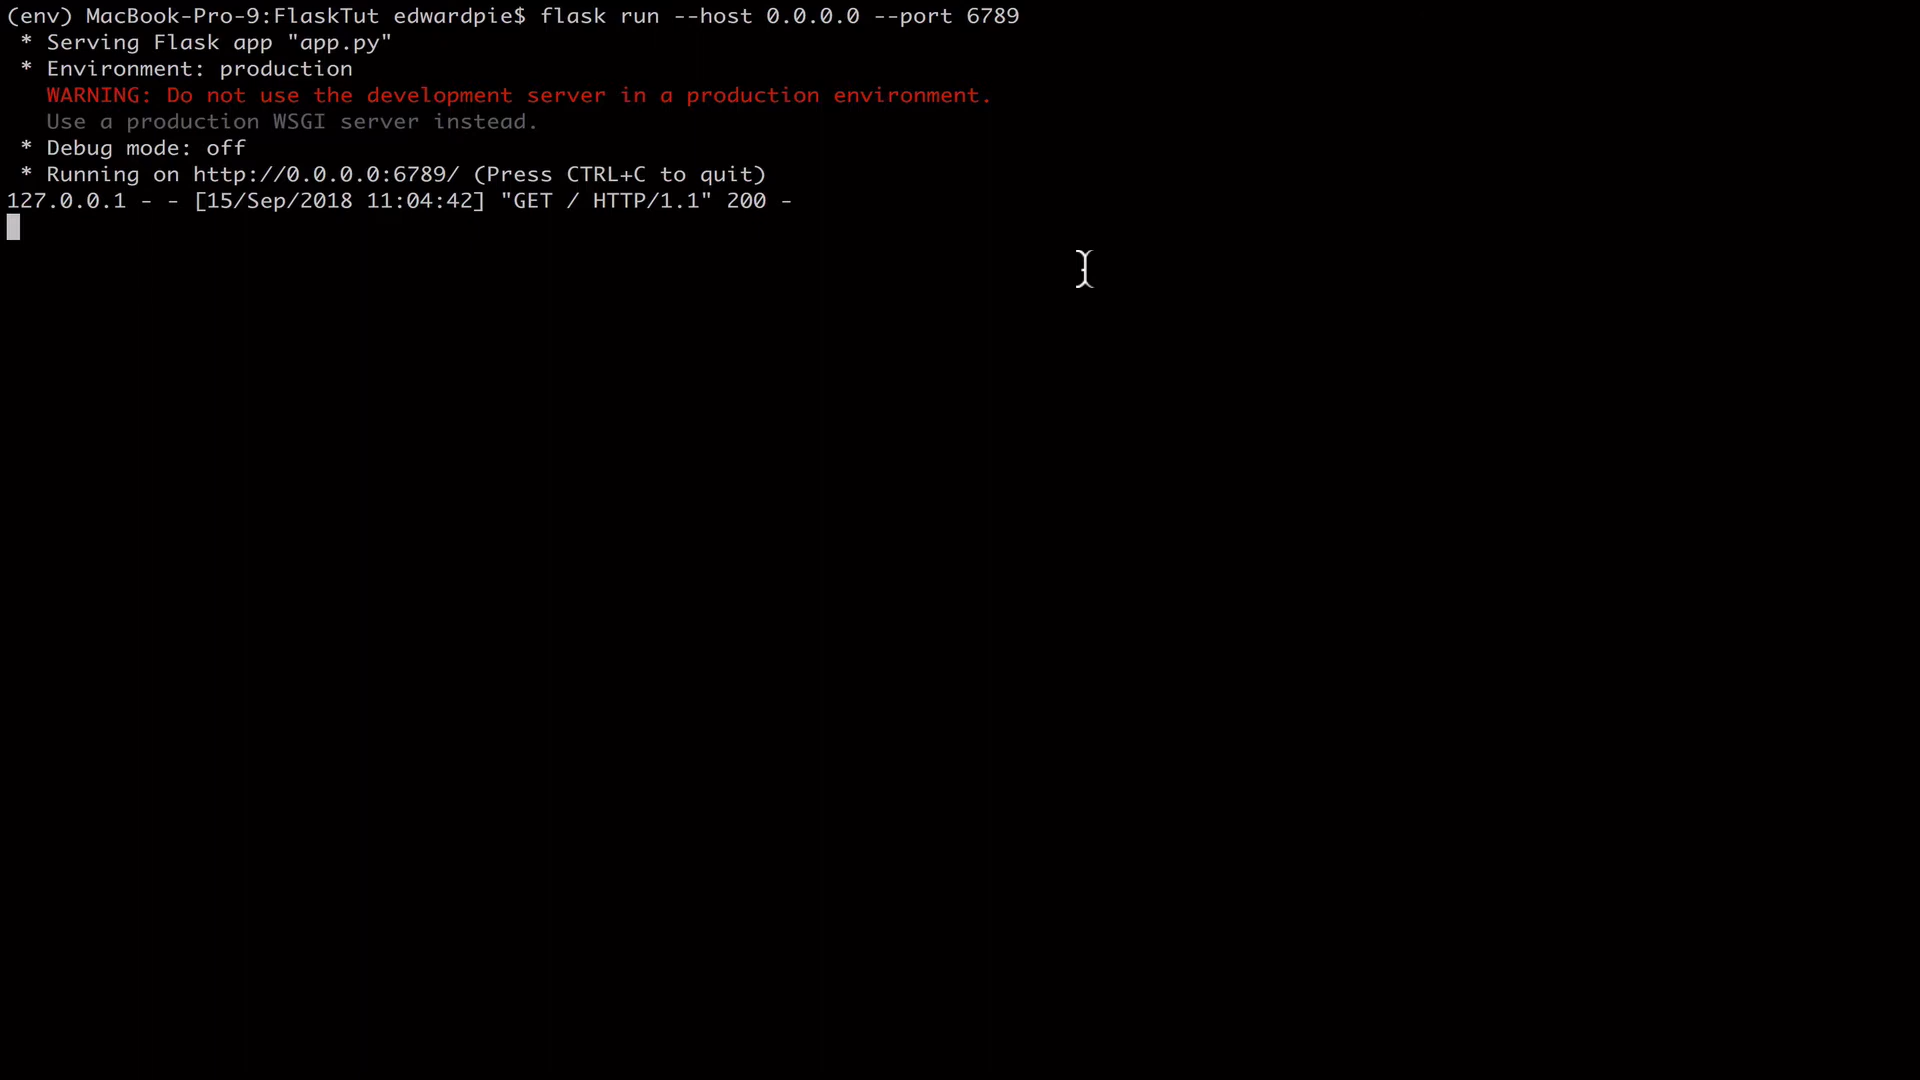 (env) MacBook-Pro-9:FlaskTut edwardpie$ flask run --host 0.0.0.0 --port 6789
 * Serving Flask app "app.py"
 * Environment: production
   WARNING: Do not use the development server in a production environment.
   Use a production WSGI server instead.
 * Debug mode: off
 * Running on http://0.0.0.0:6789/ (Press CTRL+C to quit)
127.0.0.1 - - [15/Sep/2018 11:04:42] "GET / HTTP/1.1" 200 -